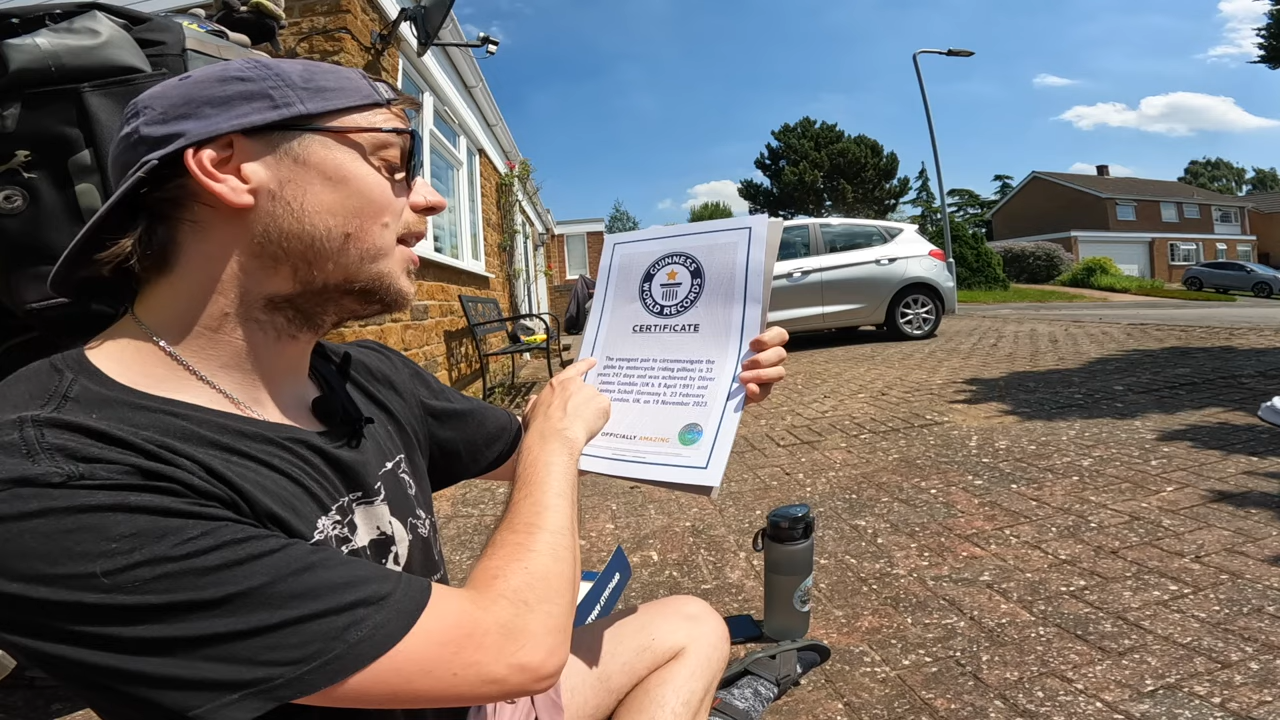 GUINNESS
WORLD RECORDS
CERTIFICATE
The youngest pair to circumnavigate the
globe by motorcycle (riding pillion) is 33
years 247 days and was achieved by Oliver
James Gamblin (UK b. 8 April 1991) and
Schell (Germany b. 23 February
London, UK, on 19 November 2023.
OFFICIALLY AMAZING
OFFICIALLY